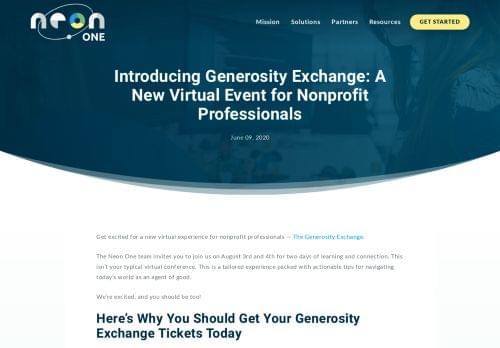 neon
ONE
Mission Solutions Partners Resources GET STARTED
Introducing Generosity Exchange: A
New Virtual Event for Nonprofit
Professionals
June 09, 2020
Get excited for a new virtual experience for nonprofit professionals — The Generosity Exchange.
The Neon One team invites you to join us on August 3rd and 4th for two days of learning and connection. This
isn't your typical virtual conference. This is a tailored experience packed with actionable tips for navigating
today's world as an agent of good.
We're excited, and you should be too!
Here's Why You Should Get Your Generosity
Exchange Tickets Today